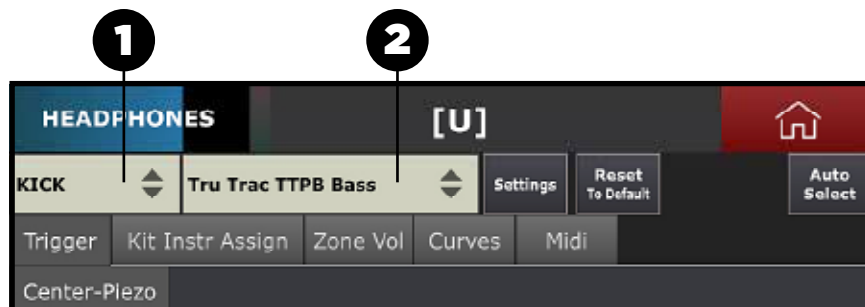 1 2
HEADPHONES [U]
KICK Tru Trac TTPB Bass Settings Reset To Default Auto Select
Trigger Kit Instr Assign Zone Vol Curves Midi
Center-Piezo